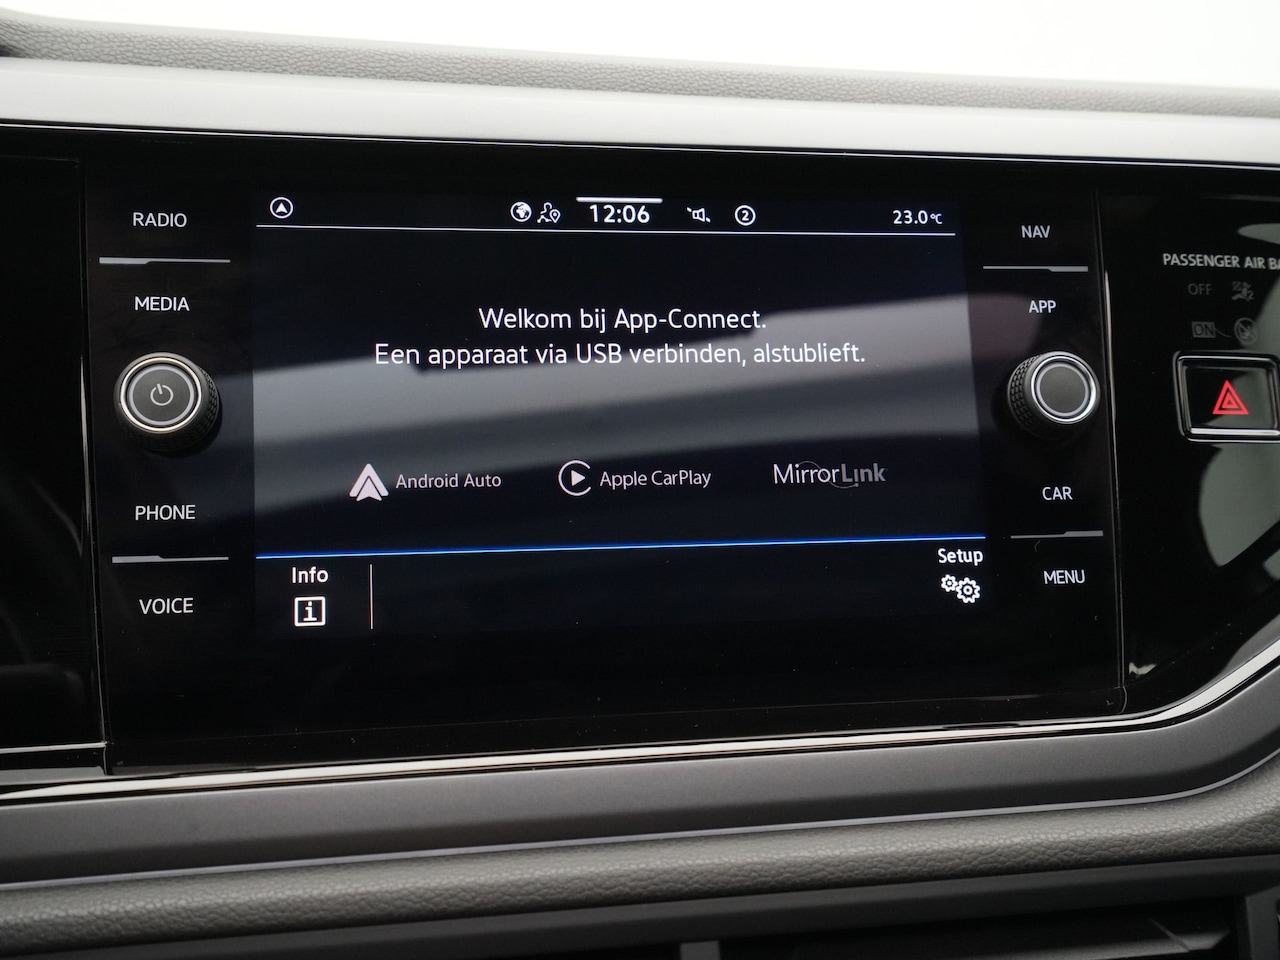 RADIO
MEDIA
PHONE
VOICE
12:06
2
23.0°C
Welkom bij App-Connect.
Een apparaat via USB verbinden, alstublieft.
Android Auto
Apple CarPlay
MirrorLink
Info
i
Setup
NAV
APP
CAR
MENU
PASSENGER AIR
OFF
ON